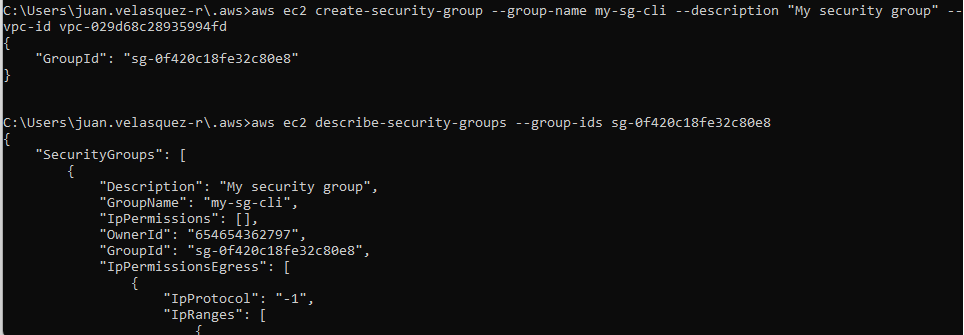 C:\Users\juan.velasquez-r\.aws>aws ec2 create-security-group --group-name my-sg-cli --description "My security group" --
vpc-id vpc-029d68c28935994fd
{
    "GroupId": "sg-0f420c18fe32c80e8"
}
C:\Users\juan.velasquez-r\.aws>aws ec2 describe-security-groups --group-ids sg-0f420c18fe32c80e8
{
    "SecurityGroups": [
        {
            "Description": "My security group",
            "GroupName": "my-sg-cli",
            "IpPermissions": [],
            "OwnerId": "654654362797",
            "GroupId": "sg-0f420c18fe32c80e8",
            "IpPermissionsEgress": [
                {
                    "IpProtocol": "-1",
                    "IpRanges": [
                        {